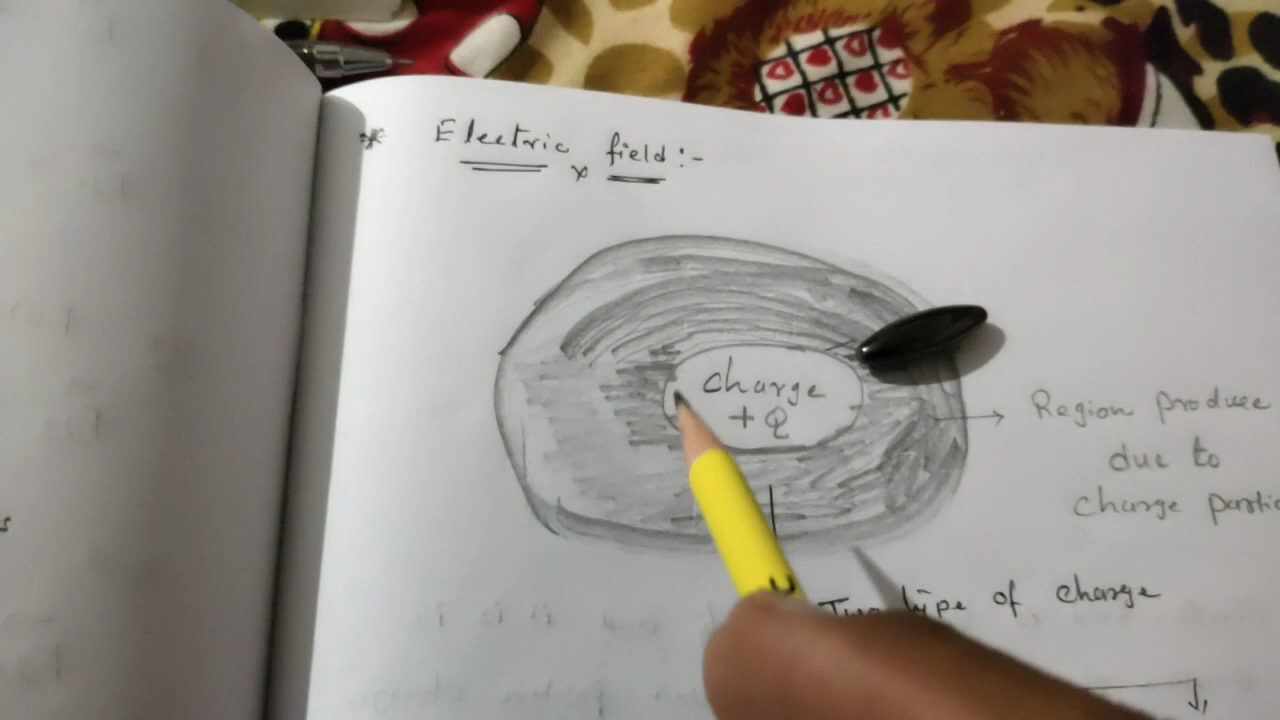 * Electric field :-
charge
+ Q
Region produce
due to
charge partic
Two type of charge
s